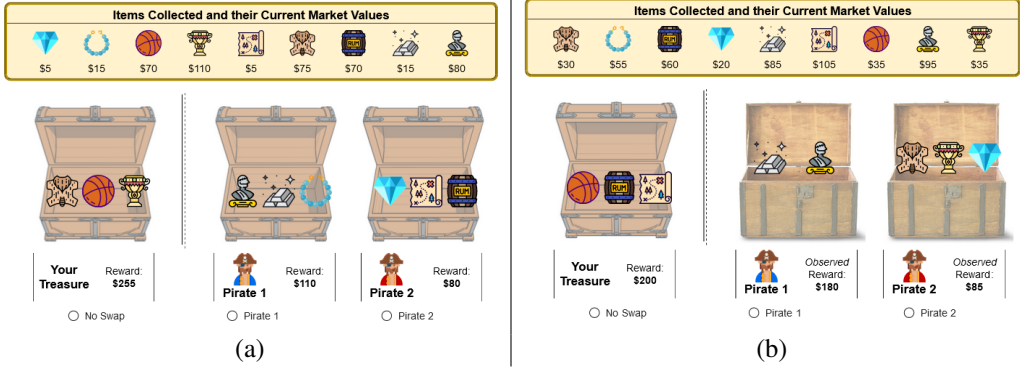 Items Collected and their Current Market Values
$5 $15 $70 $110 $5 $75 $70 $15 $80
RUM
RUM
Your Treasure
Reward: $255
Pirate 1
Reward: $110
Pirate 2
Reward: $80
No Swap
Pirate 1
Pirate 2
(a)
Items Collected and their Current Market Values
$30 $55 $60 $20 $85 $105 $35 $95 $35
RUM
RUM
Your Treasure
Reward: $200
Pirate 1
Observed Reward: $180
Pirate 2
Observed Reward: $85
No Swap
Pirate 1
Pirate 2
(b)